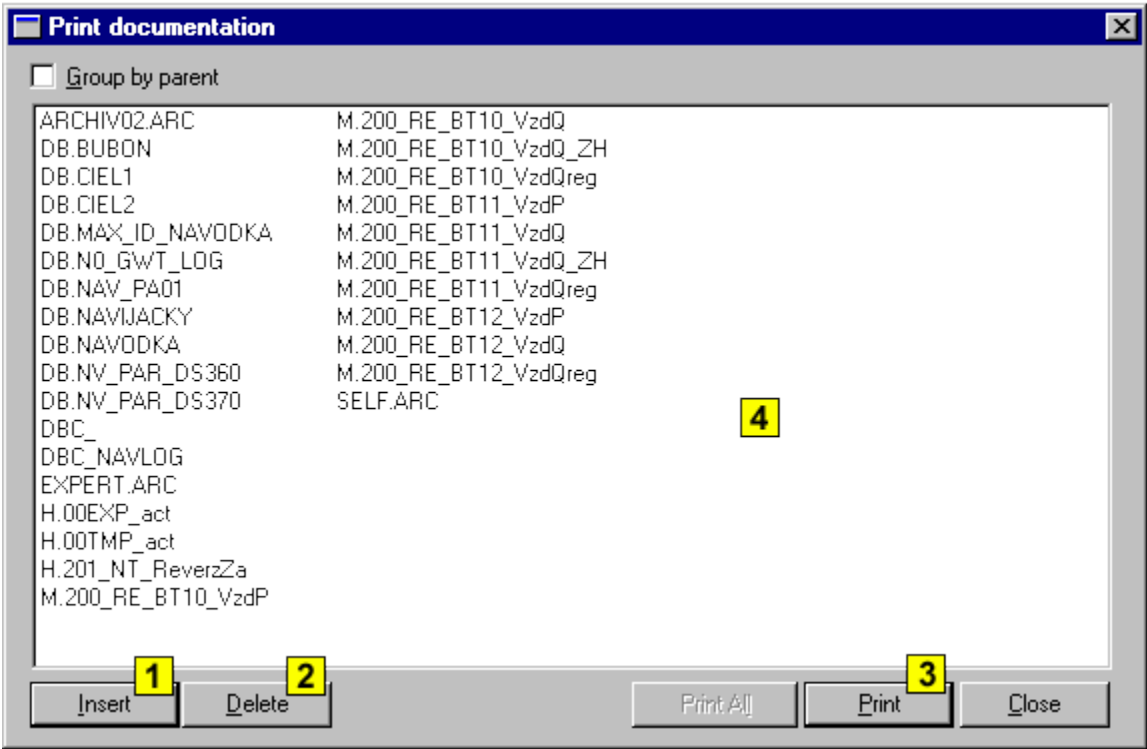 Print documentation
Group by parent
ARCHIV02.ARC
DB.BUBON
DB.CIEL1
DB.CIEL2
DB.MAX_ID_NAVODKA
DB.N0_GWT_LOG
DB.NAV_PA01
DB.NAVIJACKY
DB.NAVODKA
DB.NV_PAR_DS360
DB.NV_PAR_DS370
DBC_
DBC_NAVLOG
EXPERT.ARC
H.00EXP_act
H.00TMP_act
H.201_NT_ReverzZa
M.200_RE_BT10_VzdP
M.200_RE_BT10_VzdQ
M.200_RE_BT10_VzdQ_ZH
M.200_RE_BT10_VzdQreg
M.200_RE_BT11_VzdP
M.200_RE_BT11_VzdQ
M.200_RE_BT11_VzdQ_ZH
M.200_RE_BT11_VzdQreg
M.200_RE_BT12_VzdP
M.200_RE_BT12_VzdQ
M.200_RE_BT12_VzdQreg
SELF.ARC
4
1
2
3
Insert
Delete
Print All
Print
Close